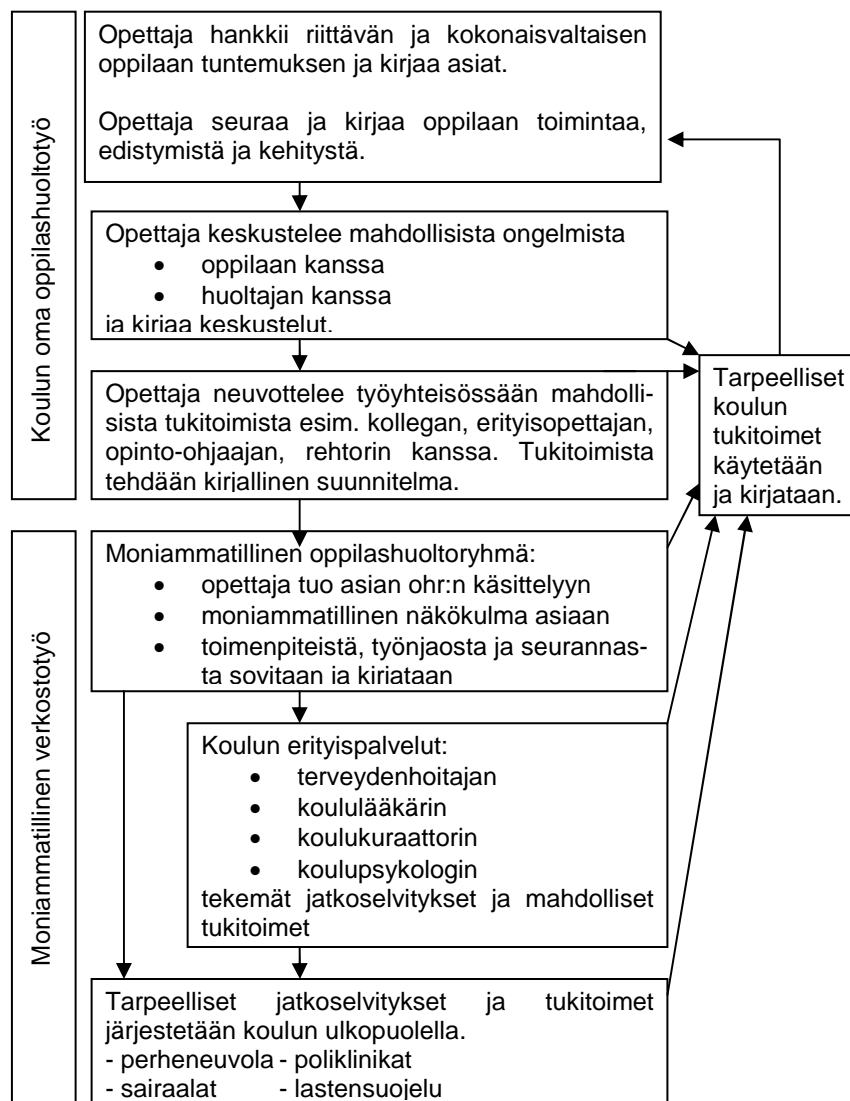 Koulun oma oppilashuoltotyö
Opettaja hankkii riittävän ja kokonaisvaltaisen
oppilaan tuntemuksen ja kirjaa asiat.
Opettaja seuraa ja kirjaa oppilaan toimintaa,
edistymistä ja kehitystä.
Opettaja keskustelee mahdollisista ongelmista
• oppilaan kanssa
• huoltajan kanssa
ja kirjaa keskustelut.
Opettaja neuvottelee työyhteisössään mahdolli-
sista tukitoimista esim. kollegan, erityisopettajan,
opinto-ohjaajan, rehtorin kanssa. Tukitoimista
tehdään kirjallinen suunnitelma.
Tarpeelliset
koulun
tukitoimet
käytetään
ja kirjataan.
Moniammatillinen verkostotyö
Moniammatillinen oppilashuoltoryhmä:
• opettaja tuo asian ohr:n käsittelyyn
• moniammatillinen näkökulma asiaan
• toimenpiteistä, työnjaosta ja seurannas-
ta sovitaan ja kirjataan
Koulun erityispalvelut:
• terveydenhoitajan
• koululääkärin
• koulukuraattorin
• koulupsykologin
tekemät jatkoselvitykset ja mahdolliset
tukitoimet
Tarpeelliset jatkoselvitykset ja tukitoimet
järjestetään koulun ulkopuolella.
- perheneuvola - poliklinikat
- sairaalat - lastensuojelu